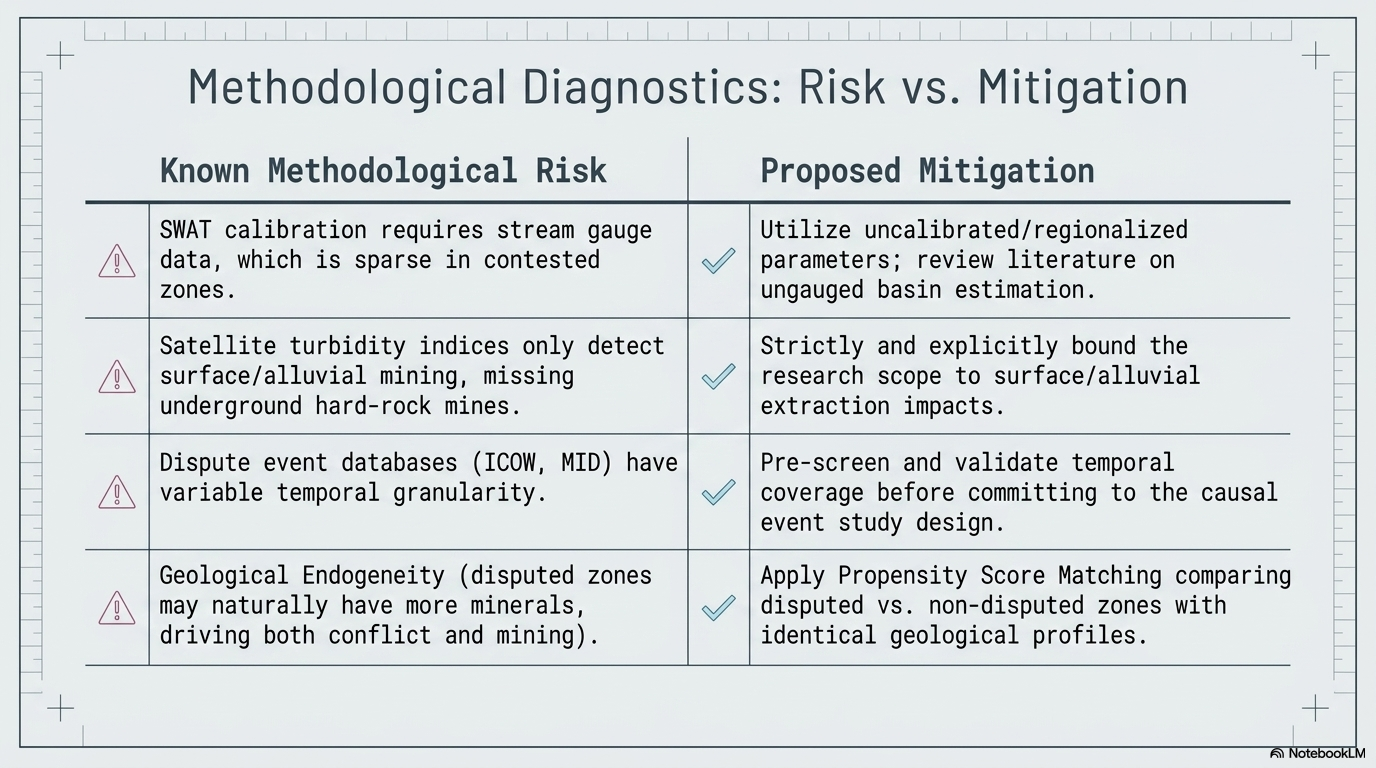 Methodological Diagnostics: Risk vs. Mitigation
Known Methodological Risk
Proposed Mitigation
SWAT calibration requires stream gauge
data, which is sparse in contested
zones.
Utilize uncalibrated/regionalized
parameters; review literature on
ungauged basin estimation.
Satellite turbidity indices only detect
surface/alluvial mining, missing
underground hard-rock mines.
Strictly and explicitly bound the
research scope to surface/alluvial
extraction impacts.
Dispute event databases (ICOW, MID) have
variable temporal granularity.
Pre-screen and validate temporal
coverage before committing to the causal
event study design.
Geological Endogeneity (disputed zones
may naturally have more minerals,
driving both conflict and mining).
Apply Propensity Score Matching comparing
disputed vs. non-disputed zones with
identical geological profiles.
NotebookLM